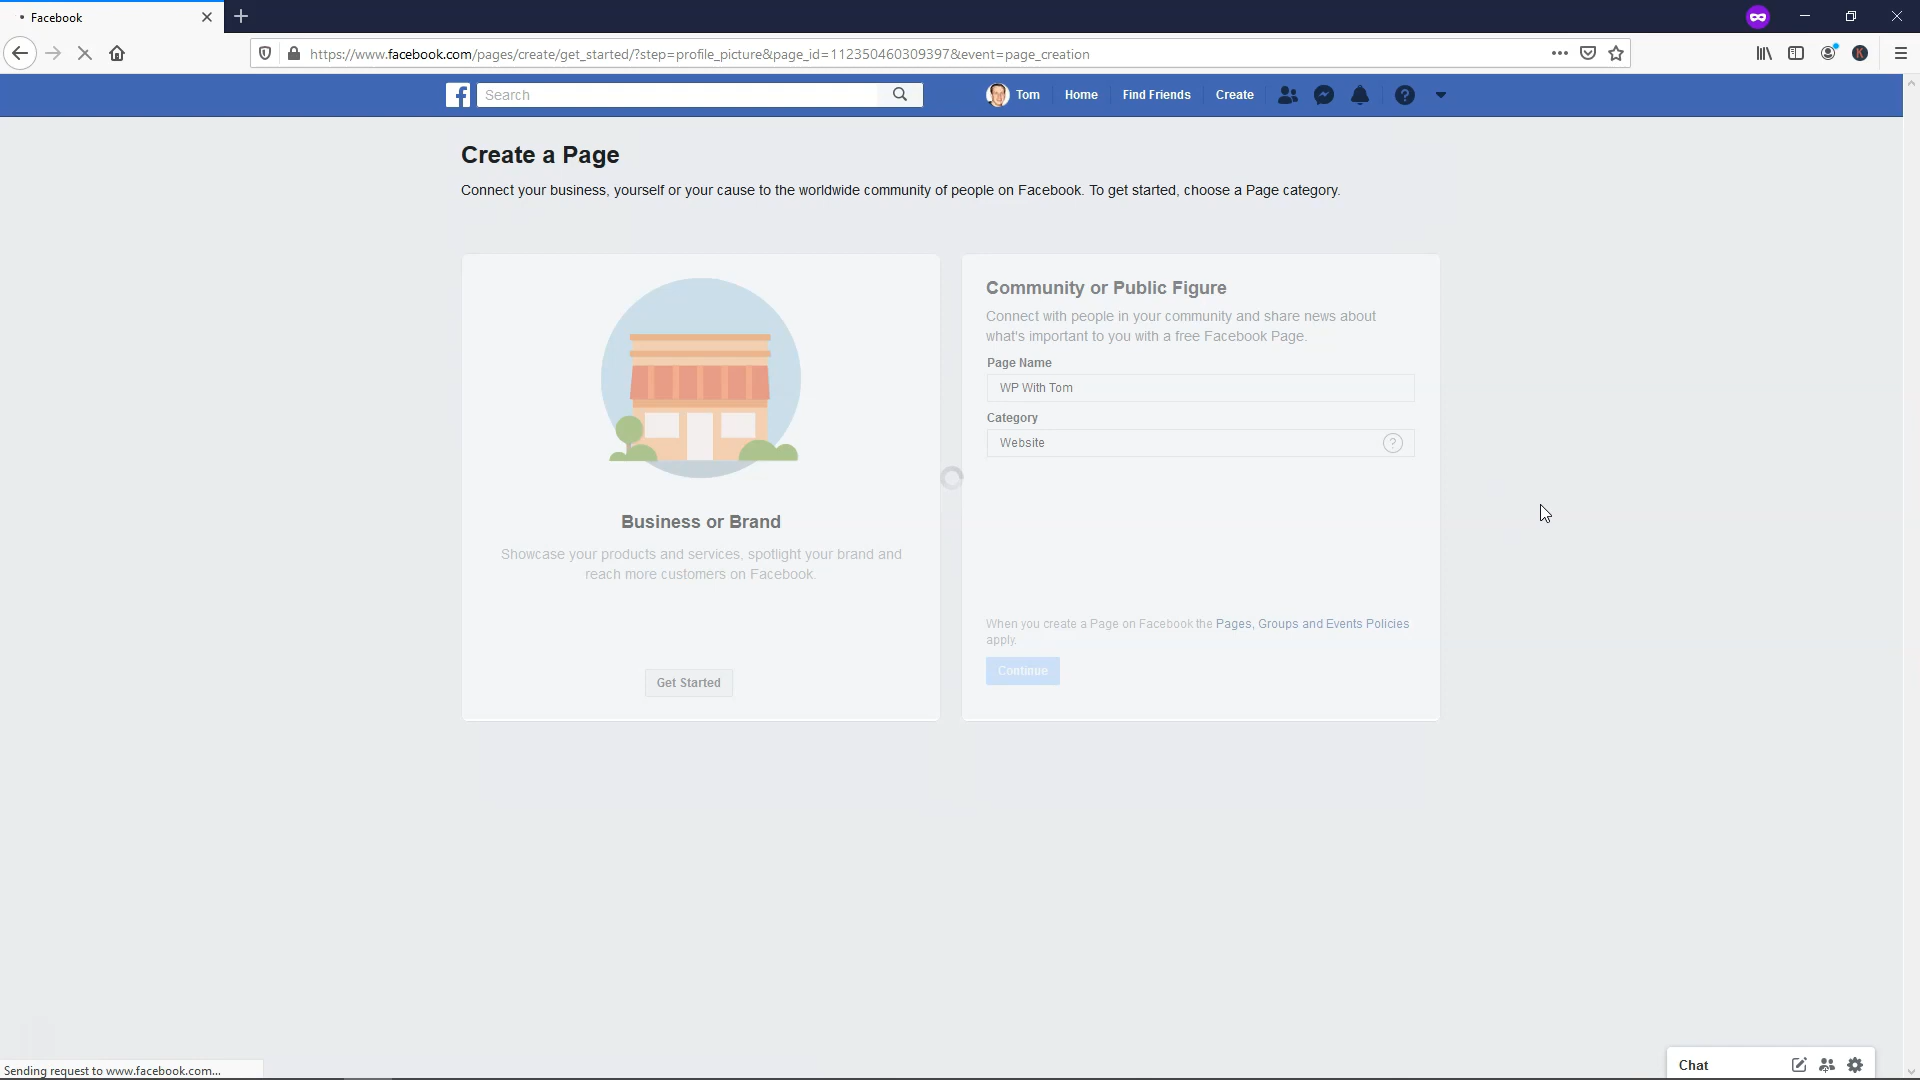 Facebook
https://www.facebook.com/pages/create/get_started/?step=profile_picture&page_id=112350460309397&event=page_creation
Search
Tom
Home
Find Friends
Create
Create a Page
Connect your business, yourself or your cause to the worldwide community of people on Facebook. To get started, choose a Page category.
Business or Brand
Showcase your products and services, spotlight your brand and
reach more customers on Facebook.
Get Started
Community or Public Figure
Connect with people in your community and share news about
what's important to you with a free Facebook Page.
Page Name
WP With Tom
Category
Website
When you create a Page on Facebook the Pages, Groups and Events Policies
apply.
Continue
Sending request to www.facebook.com...
Chat